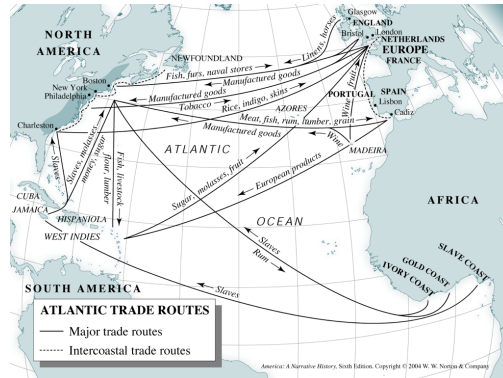 NORTH
AMERICA
Glasgow
ENGLAND
Bristol
London
NETHERLANDS
EUROPE
FRANCE
Linens, horses
NEWFOUNDLAND
Fish, furs, naval stores
Boston
New York
Philadelphia
Manufactured goods
Manufactured goods
Tobacco
Rice, indigo, skins
AZORES
Wine, fruit
PORTUGAL
SPAIN
Lisbon
Cadiz
Meat, fish, rum, lumber, grain
Charleston
Manufactured goods
Wine
MADEIRA
ATLANTIC
Slaves
Slaves, molasses
money, sugar
Fish, livestock
flour, lumber
Sugar, molasses, fruit
European products
CUBA
JAMAICA
HISPANIOLA
WEST INDIES
AFRICA
OCEAN
Slaves
Rum
SLAVE COAST
GOLD COAST
IVORY COAST
SOUTH AMERICA
Slaves
ATLANTIC TRADE ROUTES
Major trade routes
Intercoastal trade routes
America: A Narrative History, Sixth Edition. Copyright © 2004 W. W. Norton & Company